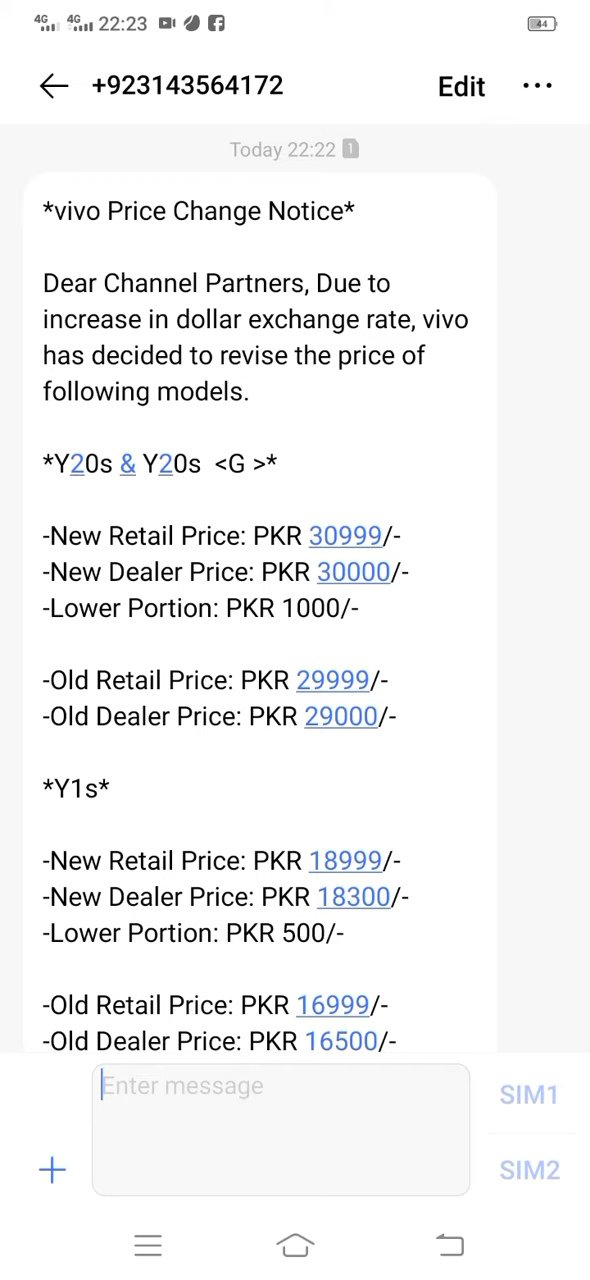 4G 4G 22:23 44
+923143564172 Edit
Today 22:22 1
*vivo Price Change Notice*
Dear Channel Partners, Due to
increase in dollar exchange rate, vivo
has decided to revise the price of
following models.
*Y20s & Y20s <G >*
-New Retail Price: PKR 30999/-
-New Dealer Price: PKR 30000/-
-Lower Portion: PKR 1000/-
-Old Retail Price: PKR 29999/-
-Old Dealer Price: PKR 29000/-
*Y1s*
-New Retail Price: PKR 18999/-
-New Dealer Price: PKR 18300/-
-Lower Portion: PKR 500/-
-Old Retail Price: PKR 16999/-
-Old Dealer Price: PKR 16500/-
Enter message
SIM1
SIM2